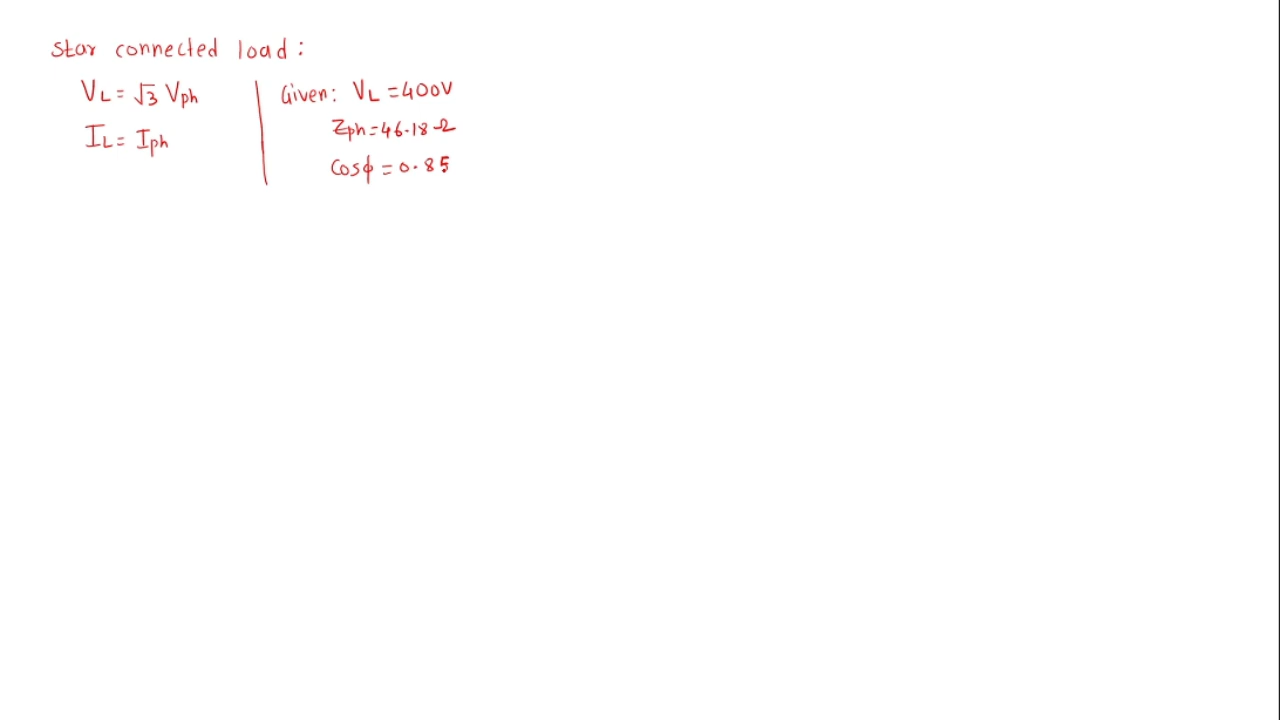 Star connected load:
VL = √3 Vph
IL = Iph
Given: VL = 400V
Zph = 46.18 Ω
Cosϕ = 0.85